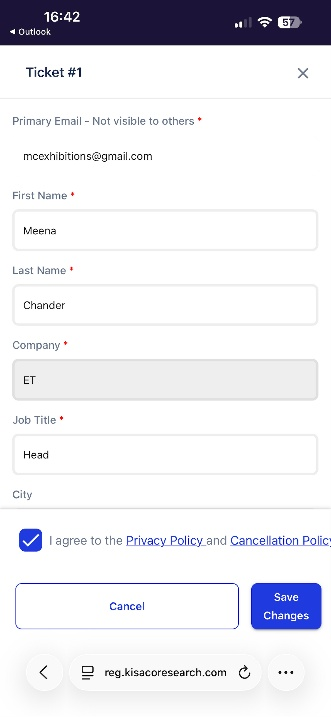 16:42
57
◀ Outlook
Ticket #1
Primary Email - Not visible to others *
mcexhibitions@gmail.com
First Name *
Meena
Last Name *
Chander
Company *
ET
Job Title *
Head
City
I agree to the Privacy Policy and Cancellation Policy
Cancel
Save Changes
reg.kisacoresearch.com